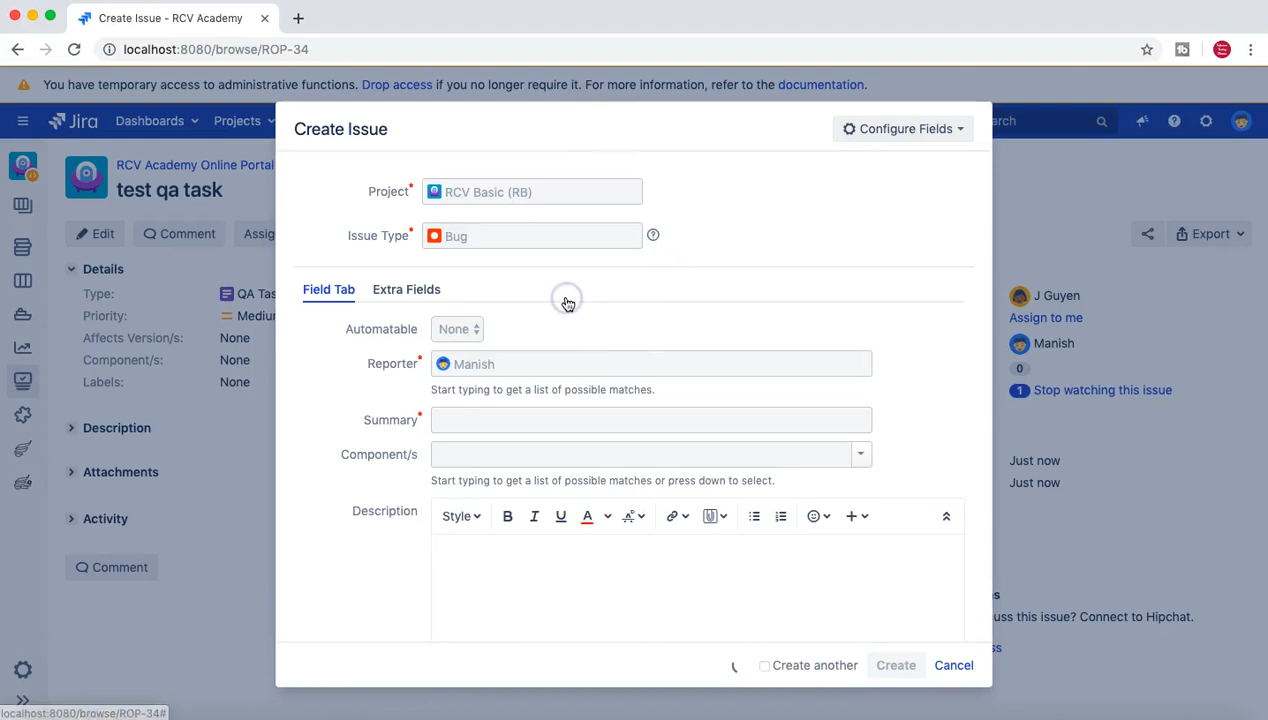 Create Issue - RCV Academy
localhost:8080/browse/ROP-34
You have temporary access to administrative functions. Drop access if you no longer require it. For more information, refer to the documentation.
Jira Dashboards Projects
Create Issue
Configure Fields
Project*
RCV Basic (RB)
Issue Type*
Bug
Field Tab
Extra Fields
Automatable
None
Reporter*
Manish
Start typing to get a list of possible matches.
Summary*
Component/s
Start typing to get a list of possible matches or press down to select.
Description
Style
B I U A
Create another
Create
Cancel
RCV Academy Online Portal
test qa task
Edit
Comment
Export
Details
Type:
Priority:
Affects Version/s:
None
Component/s:
None
Labels:
None
Description
Attachments
Activity
Comment
J Guyen
Assign to me
Manish
0
1 Stop watching this issue
Just now
Just now
Connect to Hipchat.
localhost:8080/browse/ROP-34#